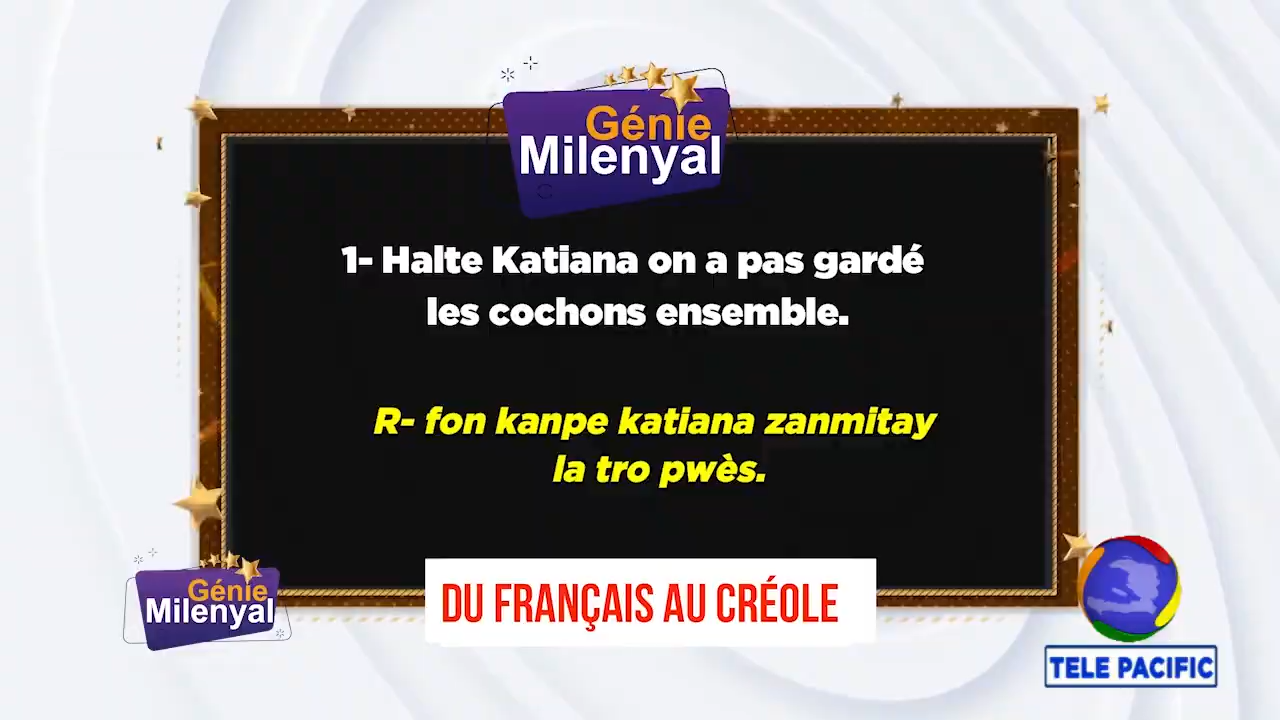 Génie
Milenyal
1- Halte Katiana on a pas gardé
les cochons ensemble.
R- fon kanpe katiana zanmitay
la tro pwès.
Génie
Milenyal
DU FRANÇAIS AU CRÉOLE
TELE PACIFIC